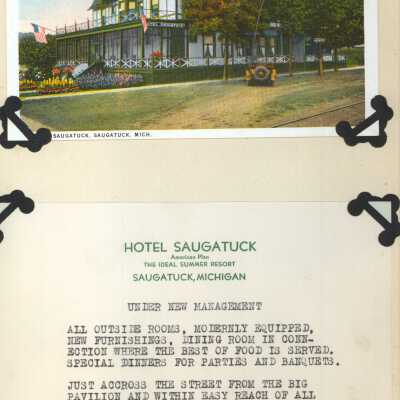 SAUGATUCK, SAUGATUCK, MICH.
HOTEL SAUGATUCK
American Plan
THE IDEAL SUMMER RESORT
SAUGATUCK, MICHIGAN
UNDER NEW MANAGEMENT
ALL OUTSIDE ROOMS, MODERNLY EQUIPPED,
NEW FURNISHINGS, DINING ROOM IN CONN-
ECTION WHERE THE BEST OF FOOD IS SERVED.
SPECIAL DINNERS FOR PARTIES AND BANQUETS.
JUST ACCROSS THE STREET FROM THE BIG
PAVILION AND WITHIN EASY REACH OF ALL